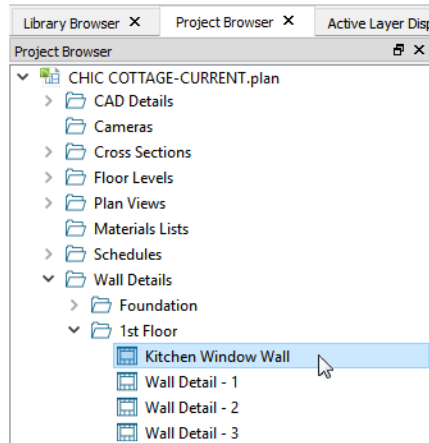 Library Browser Project Browser Active Layer Disp
Project Browser
CHIC COTTAGE-CURRENT.plan
CAD Details
Cameras
Cross Sections
Floor Levels
Plan Views
Materials Lists
Schedules
Wall Details
Foundation
1st Floor
Kitchen Window Wall
Wall Detail - 1
Wall Detail - 2
Wall Detail - 3